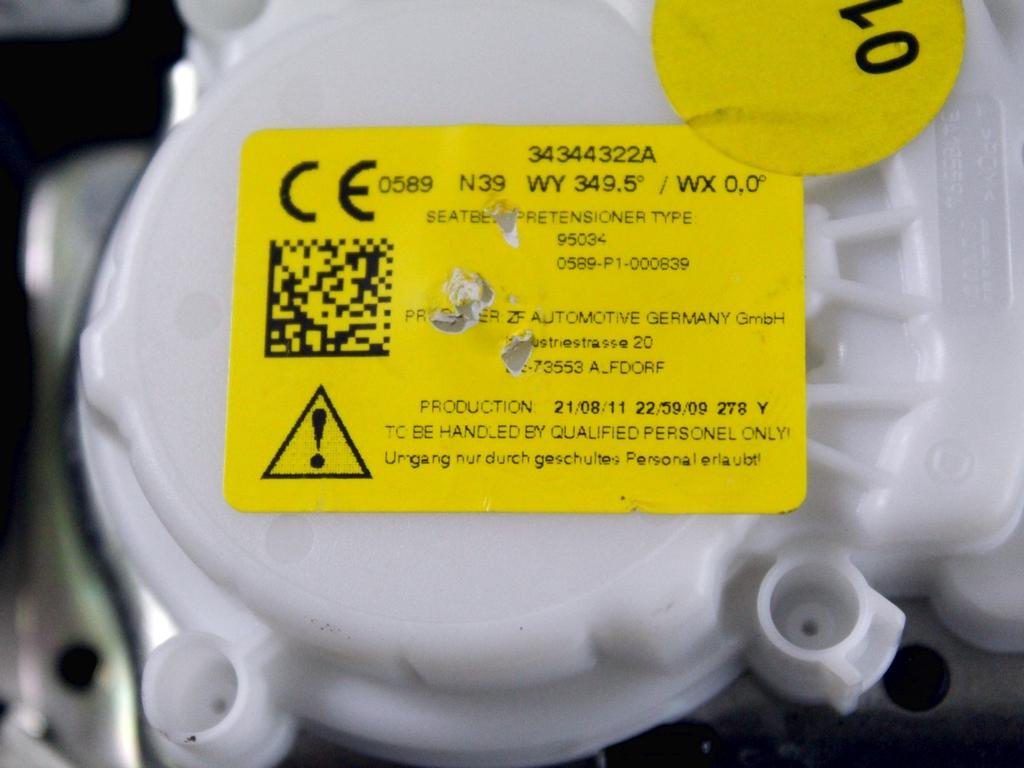 10
34344322A
CE 0589 N39 WY 349.5° / WX 0,0°
PRETENSIONER TYPE:
95034
0589-P1-000839
ZF AUTOMOTIVE GERMANY GmbH
20
73553 ALFDORF
PRODUCTION: 21/08/11 22/59/09 278 Y
TO BE HANDLED BY QUALIFIED PERSONEL ONLY!
Umgang nur durch geschultes Personal erlaubt!